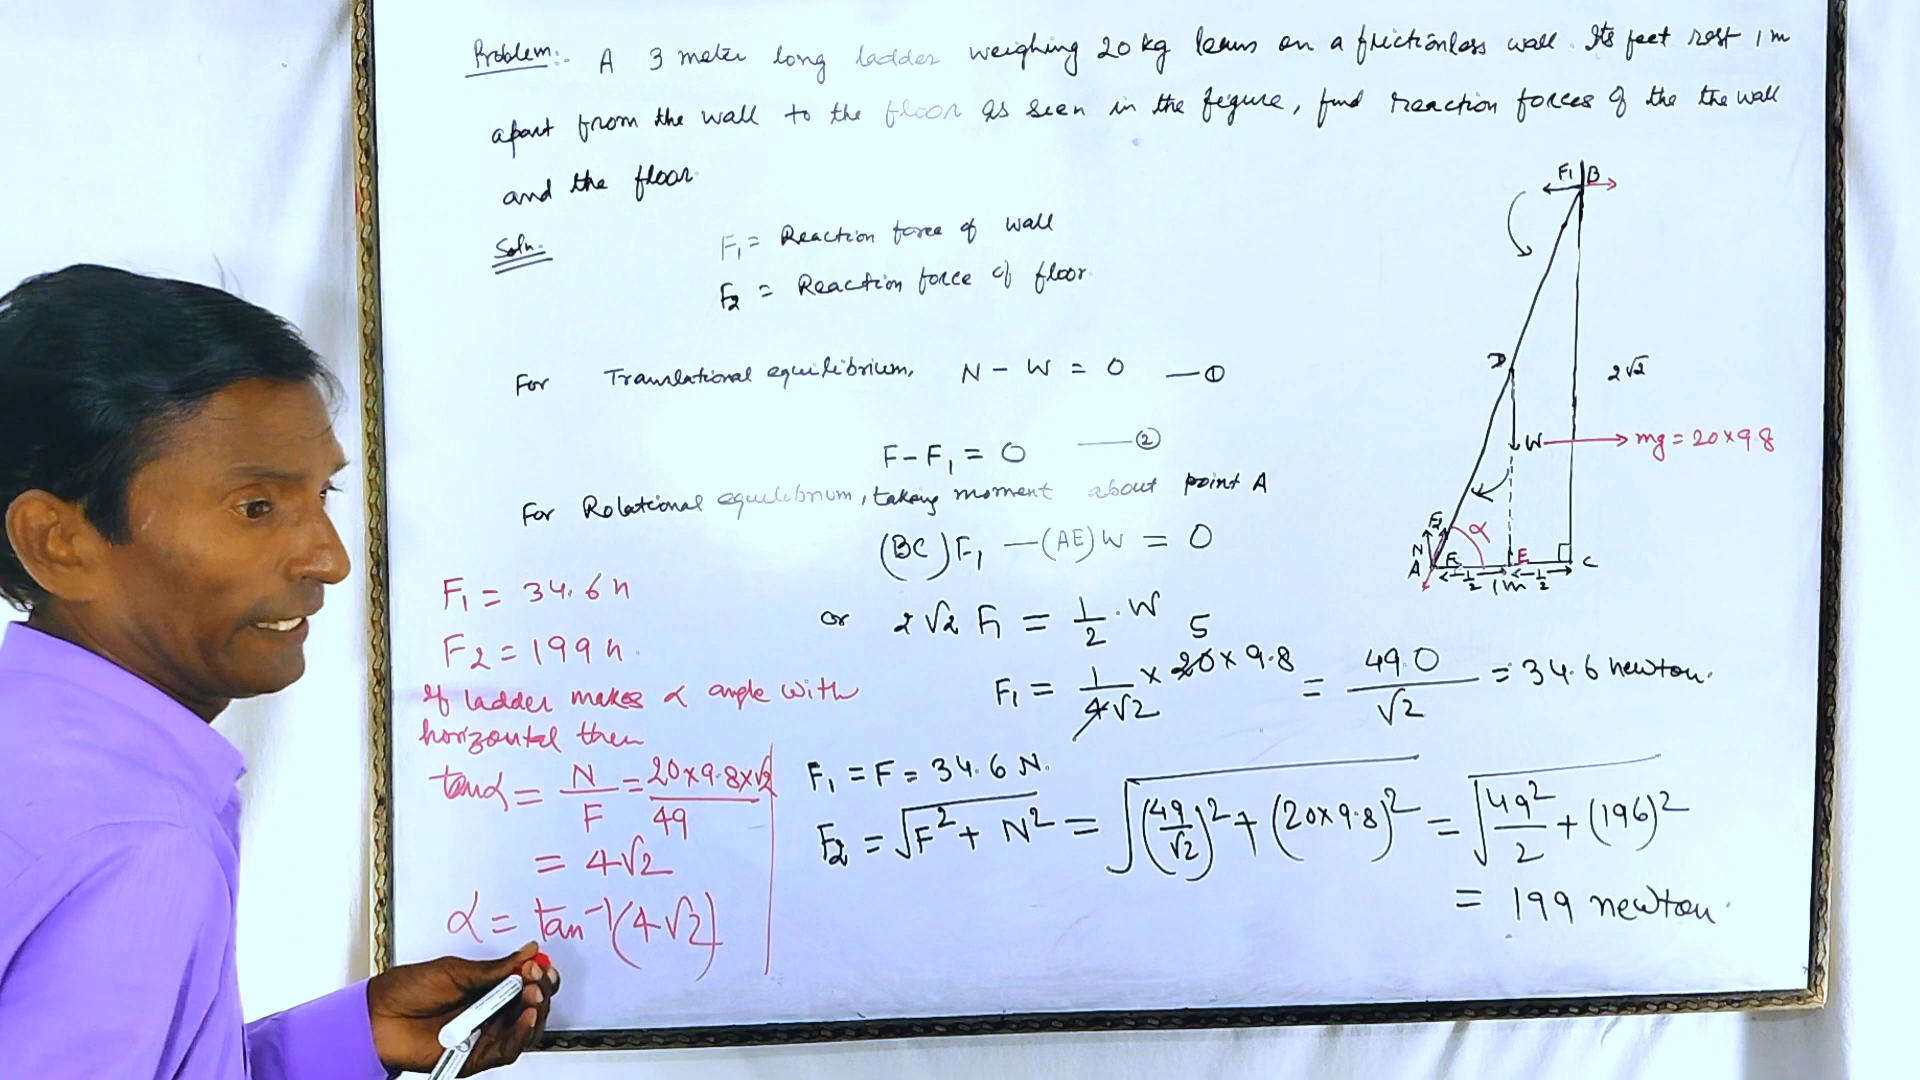 Problem:- A 3 meter long ladder weighing 20 kg leans on a frictionless wall. Its feet rest 1 m
apart from the wall to the floor as seen in the figure, find reaction forces of the the wall
and the floor.
Soln.
F₁ = Reaction force of wall
F₂ = Reaction force of floor.
For Translational equilibrium, N - W = 0 —①
F - F₁ = 0 —②
For Rotational equilibrium, taking moment about point A
(BC)F₁ - (AE)W = 0
or 2√2 F₁ = 1/2 . W
F₁ = 1/4√2 × 20 5 × 9.8 = 49.0/√2 = 34.6 newton.
F₁ = F = 34.6 N.
F₂ = √F² + N² = √(49/√2)² + (20×9.8)² = √49²/2 + (196)²
= 199 newton.
F₁ = 34.6 n
F₂ = 199 n.
If ladder makes α angle with
horizontal then
tanα = N/F = 20×9.8×√2/49
= 4√2
α = tan⁻¹(4√2)
F₁ B
D
2√2
W → mg = 20×9.8
F₂ α
N
A F E C
1/2 1m 1/2